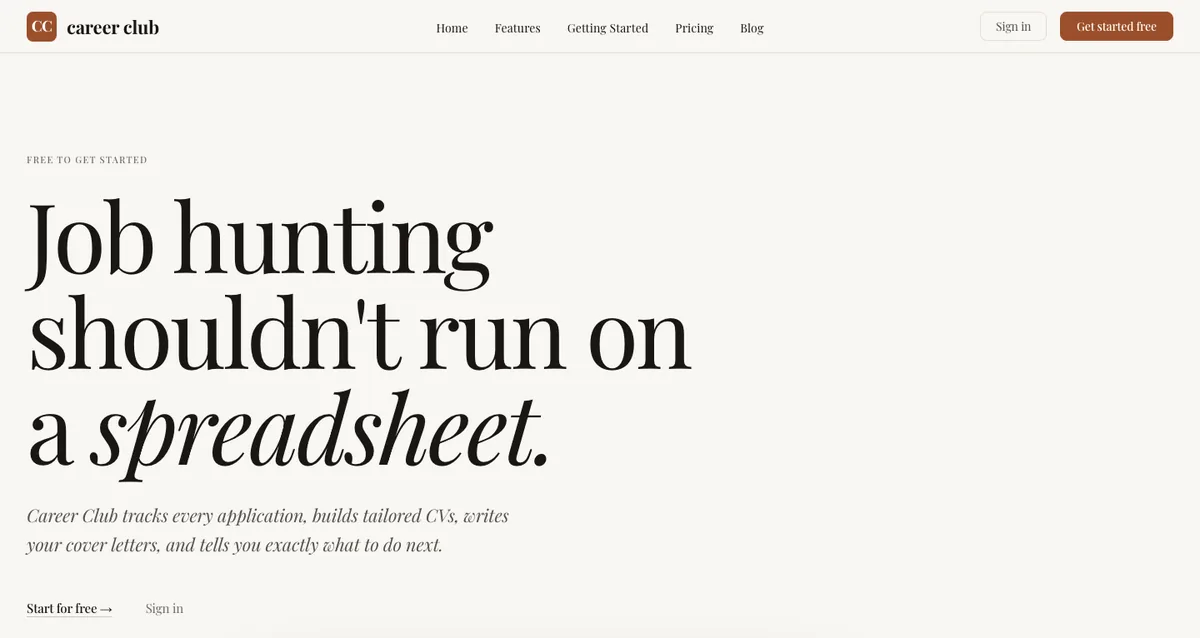 CC career club
Home Features Getting Started Pricing Blog
Sign in Get started free
FREE TO GET STARTED
Job hunting
shouldn't run on
a spreadsheet.
Career Club tracks every application, builds tailored CVs, writes
your cover letters, and tells you exactly what to do next.
Start for free → Sign in